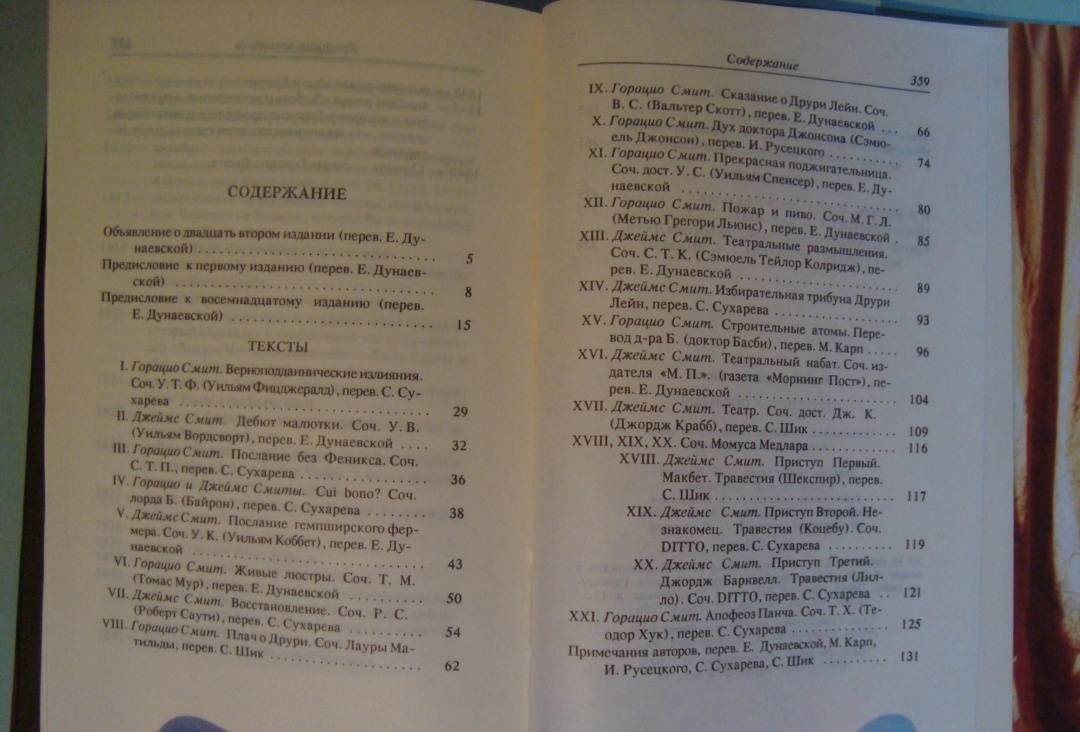 СОДЕРЖАНИЕ
Объявление о двадцать втором издании (перев. Е. Ду-
наевской) . . . . . . . . . . . . . . . . . . . . . . . . . . . . 5
Предисловие к первому изданию (перев. Е. Дунаев-
ской) . . . . . . . . . . . . . . . . . . . . . . . . . . . . 8
Предисловие к восемнадцатому изданию (перев.
Е. Дунаевской) . . . . . . . . . . . . . . . . . . . . . . 15
ТЕКСТЫ
I. Горацио Смит. Верноподданнические излияния.
Соч. У. Т. Ф. (Уильям Фицджералд), перев. С. Су-
харева . . . . . . . . . . . . . . . . . . . . . . . . . . 29
II. Джеймс Смит. Дебют малютки. Соч. У. В.
(Уильям Вордсворт), перев. Е. Дунаевской . . . . 32
III. Горацио Смит. Послание без Феникса. Соч.
С. Т. П., перев. С. Сухарева . . . . . . . . . . . . . . 36
IV. Горацио и Джеймс Смиты. Cui bono? Соч.
лорда Б. (Байрон), перев. С. Сухарева . . . . . . . 38
V. Джеймс Смит. Послание гемпширского фер-
мера. Соч. У. К. (Уильям Коббет), перев. Е. Ду-
наевской . . . . . . . . . . . . . . . . . . . . . . . . 43
VI. Горацио Смит. Живые люстры. Соч. Т. М.
(Томас Мур), перев. Е. Дунаевской . . . . . . . . . 50
VII. Джеймс Смит. Восстановление. Соч. Р. С.
(Роберт Саути), перев. С. Сухарева . . . . . . . . . 54
VIII. Горацио Смит. Плач о Друри. Соч. Лауры Ма-
тильды, перев. С. Шик . . . . . . . . . . . . . . . . 62
Содержание 359
IX. Горацио Смит. Сказание о Друри Лейн. Соч.
В. С. (Вальтер Скотт), перев. Е. Дунаевской . . . 66
X. Горацио Смит. Дух доктора Джонсона (Сэмю-
ель Джонсон), перев. И. Русецкого . . . . . . . . . 74
XI. Горацио Смит. Прекрасная поджигательница.
Соч. дост. У. С. (Уильям Спенсер), перев. Е. Ду-
наевской . . . . . . . . . . . . . . . . . . . . . . . . 80
XII. Горацио Смит. Пожар и пиво. Соч. М. Г. Л.
(Метью Грегори Льюис), перев. Е. Дунаевской . 85
XIII. Джеймс Смит. Театральные размышления.
Соч. С. Т. К. (Сэмюель Тейлор Колридж), пе-
рев. Е. Дунаевской . . . . . . . . . . . . . . . . . . 89
XIV. Джеймс Смит. Избирательная трибуна Друри
Лейн, перев. С. Сухарева . . . . . . . . . . . . . . . 93
XV. Горацио Смит. Строительные атомы. Пере-
вод д-ра Б. (доктор Басби), перев. М. Карп . . . . . 96
XVI. Джеймс Смит. Театральный набат. Соч. из-
дателя «М. П.». (газета «Морнинг Пост»), пе-
рев. Е. Дунаевской . . . . . . . . . . . . . . . . . . 104
XVII. Джеймс Смит. Театр. Соч. дост. Дж. К.
(Джордж Крабб), перев. С. Шик . . . . . . . . . . 109
XVIII, XIX, XX. Соч. Момуса Медлара . . . . . . . . . . 116
XVIII. Джеймс Смит. Приступ Первый.
Макбет. Травестия (Шекспир), перев.
С. Шик . . . . . . . . . . . . . . . . . . . . 117
XIX. Джеймс Смит. Приступ Второй. Не-
знакомец. Травестия (Коцебу). Соч.
DITTO, перев. С. Сухарева . . . . . . . . 119
XX. Джеймс Смит. Приступ Третий.
Джордж Барнвелл. Травестия (Лил-
ло). Соч. DITTO, перев. С. Сухарева . . 121
XXI. Горацио Смит. Апофеоз Панча. Соч. Т. Х. (Те-
одор Хук), перев. С. Сухарева . . . . . . . . . . . . 125
Примечания авторов, перев. Е. Дунаевской, М. Карп,
И. Русецкого, С. Сухарева, С. Шик . . . . . . . . . . 131